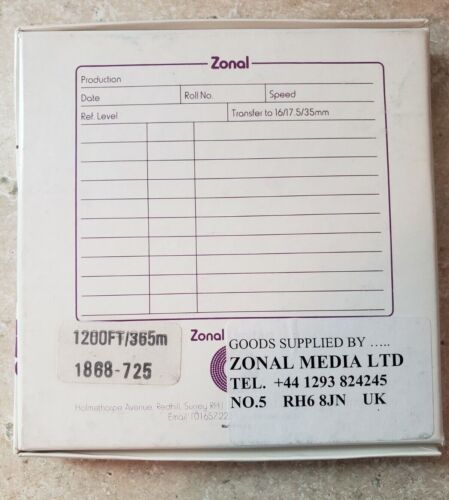 Zonal
Production
Date Roll No. Speed
Ref. Level Transfer to 16/17.5/35mm
1200FT/365m
1868-725
Zonal
Holmethorpe Avenue, Redhill, Surrey RH1
Email
GOODS SUPPLIED BY …..
ZONAL MEDIA LTD
TEL. +44 1293 824245
NO.5 RH6 8JN UK